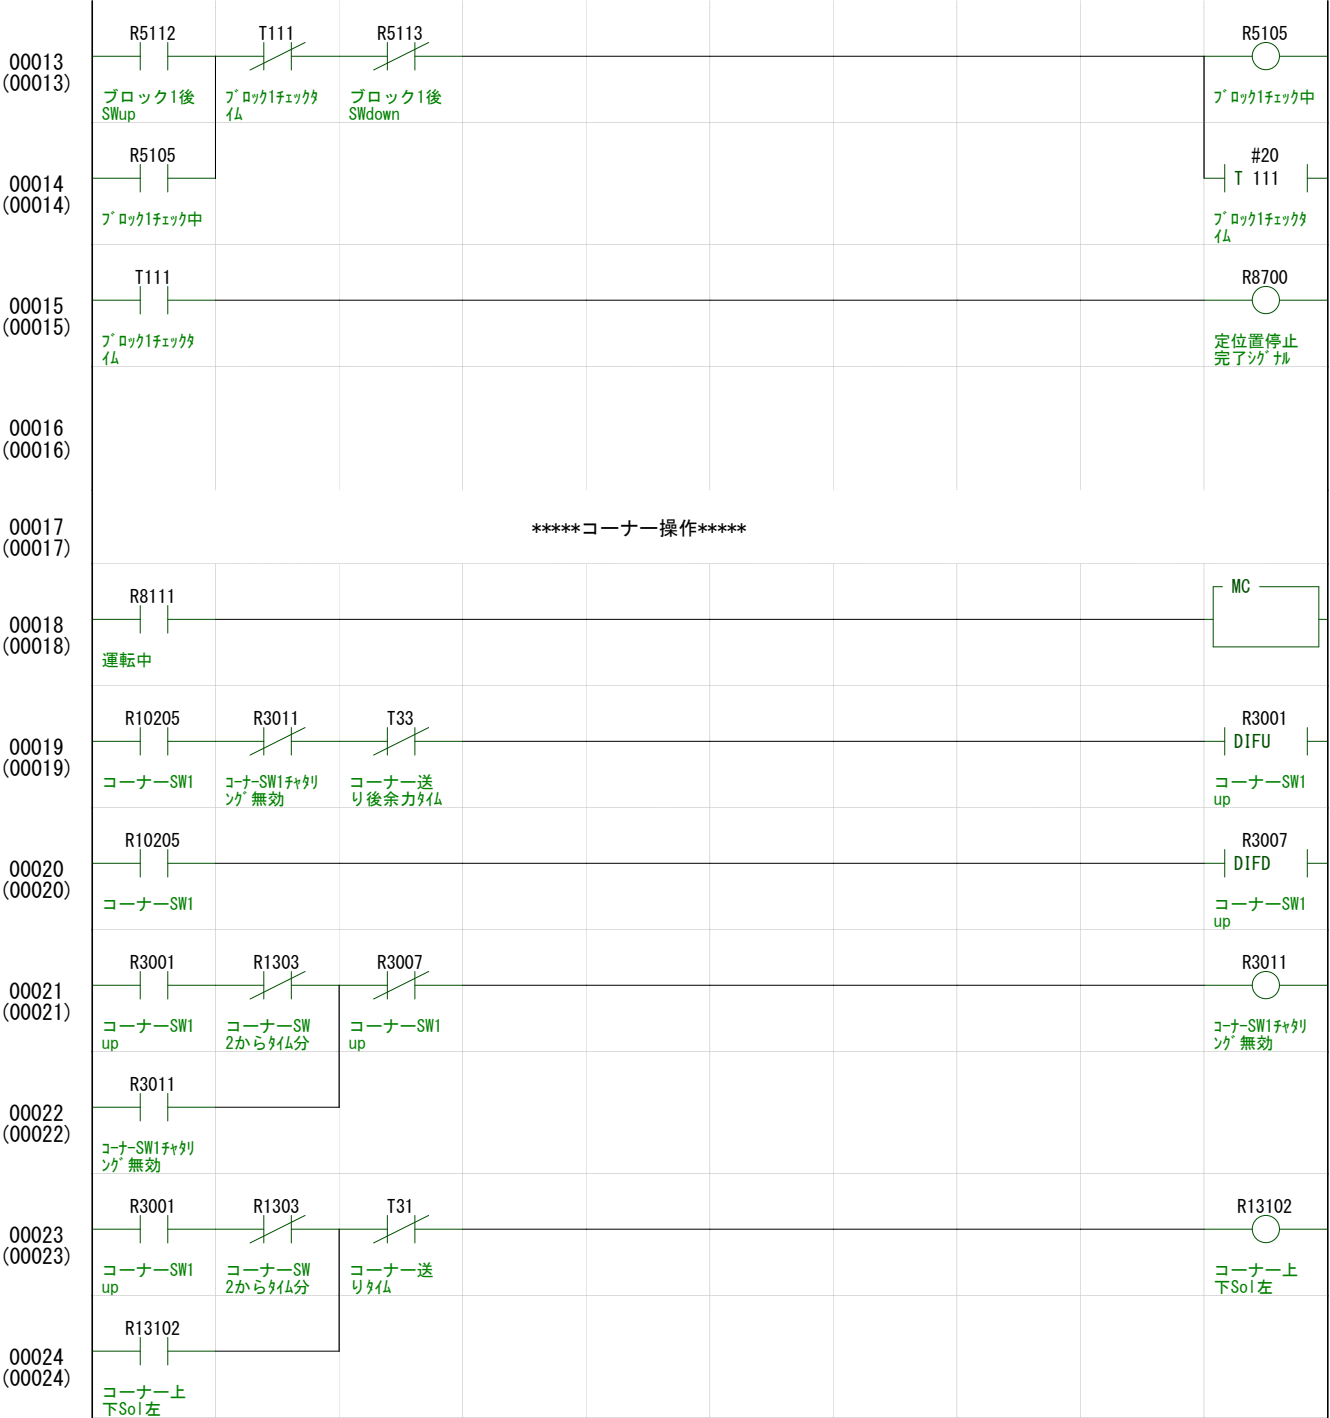 R5112 T111 R5113 R5105
00013
(00013)
ブロック1後 ﾌﾞﾛｯｸ1ﾁｪｯｸﾀ ブロック1後 ﾌﾞﾛｯｸ1ﾁｪｯｸ中
SWup ｲﾑ SWdown
R5105 #20
00014 T 111
(00014)
ﾌﾞﾛｯｸ1ﾁｪｯｸ中 ﾌﾞﾛｯｸ1ﾁｪｯｸﾀ
ｲﾑ
T111 R8700
00015
(00015)
ﾌﾞﾛｯｸ1ﾁｪｯｸﾀ 定位置停止
ｲﾑ 完了ｼｸﾞﾅﾙ
00016
(00016)
00017 *****コーナー操作*****
(00017)
MC
R8111
00018
(00018)
運転中
R10205 R3011 T33 R3001
00019 DIFU
(00019)
コーナーSW1 ｺｰﾅｰSW1ﾁｬﾀﾘ コーナー送 コーナーSW1
ﾝｸﾞ無効 り後余力ﾀｲﾑ up
R10205 R3007
00020 DIFD
(00020)
コーナーSW1 コーナーSW1
up
R3001 R1303 R3007 R3011
00021
(00021)
コーナーSW1 コーナーSW コーナーSW1 ｺｰﾅｰSW1ﾁｬﾀﾘ
up 2からﾀｲﾑ分 up ﾝｸﾞ無効
R3011
00022
(00022)
ｺｰﾅｰSW1ﾁｬﾀﾘ
ﾝｸﾞ無効
R3001 R1303 T31 R13102
00023
(00023)
コーナーSW1 コーナーSW コーナー送 コーナー上
up 2からﾀｲﾑ分 りﾀｲﾑ 下Sol左
R13102
00024
(00024)
コーナー上
下Sol左